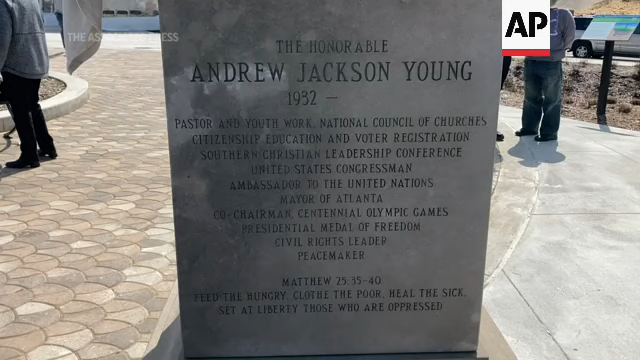 THE ASSOCIATED PRESS
AP
THE HONORABLE
ANDREW JACKSON YOUNG
1932 —
PASTOR AND YOUTH WORK, NATIONAL COUNCIL OF CHURCHES
CITIZENSHIP EDUCATION AND VOTER REGISTRATION
SOUTHERN CHRISTIAN LEADERSHIP CONFERENCE
UNITED STATES CONGRESSMAN
AMBASSADOR TO THE UNITED NATIONS
MAYOR OF ATLANTA
CO-CHAIRMAN, CENTENNIAL OLYMPIC GAMES
PRESIDENTIAL MEDAL OF FREEDOM
CIVIL RIGHTS LEADER
PEACEMAKER
MATTHEW 25:35-40
FEED THE HUNGRY, CLOTHE THE POOR, HEAL THE SICK,
SET AT LIBERTY THOSE WHO ARE OPPRESSED